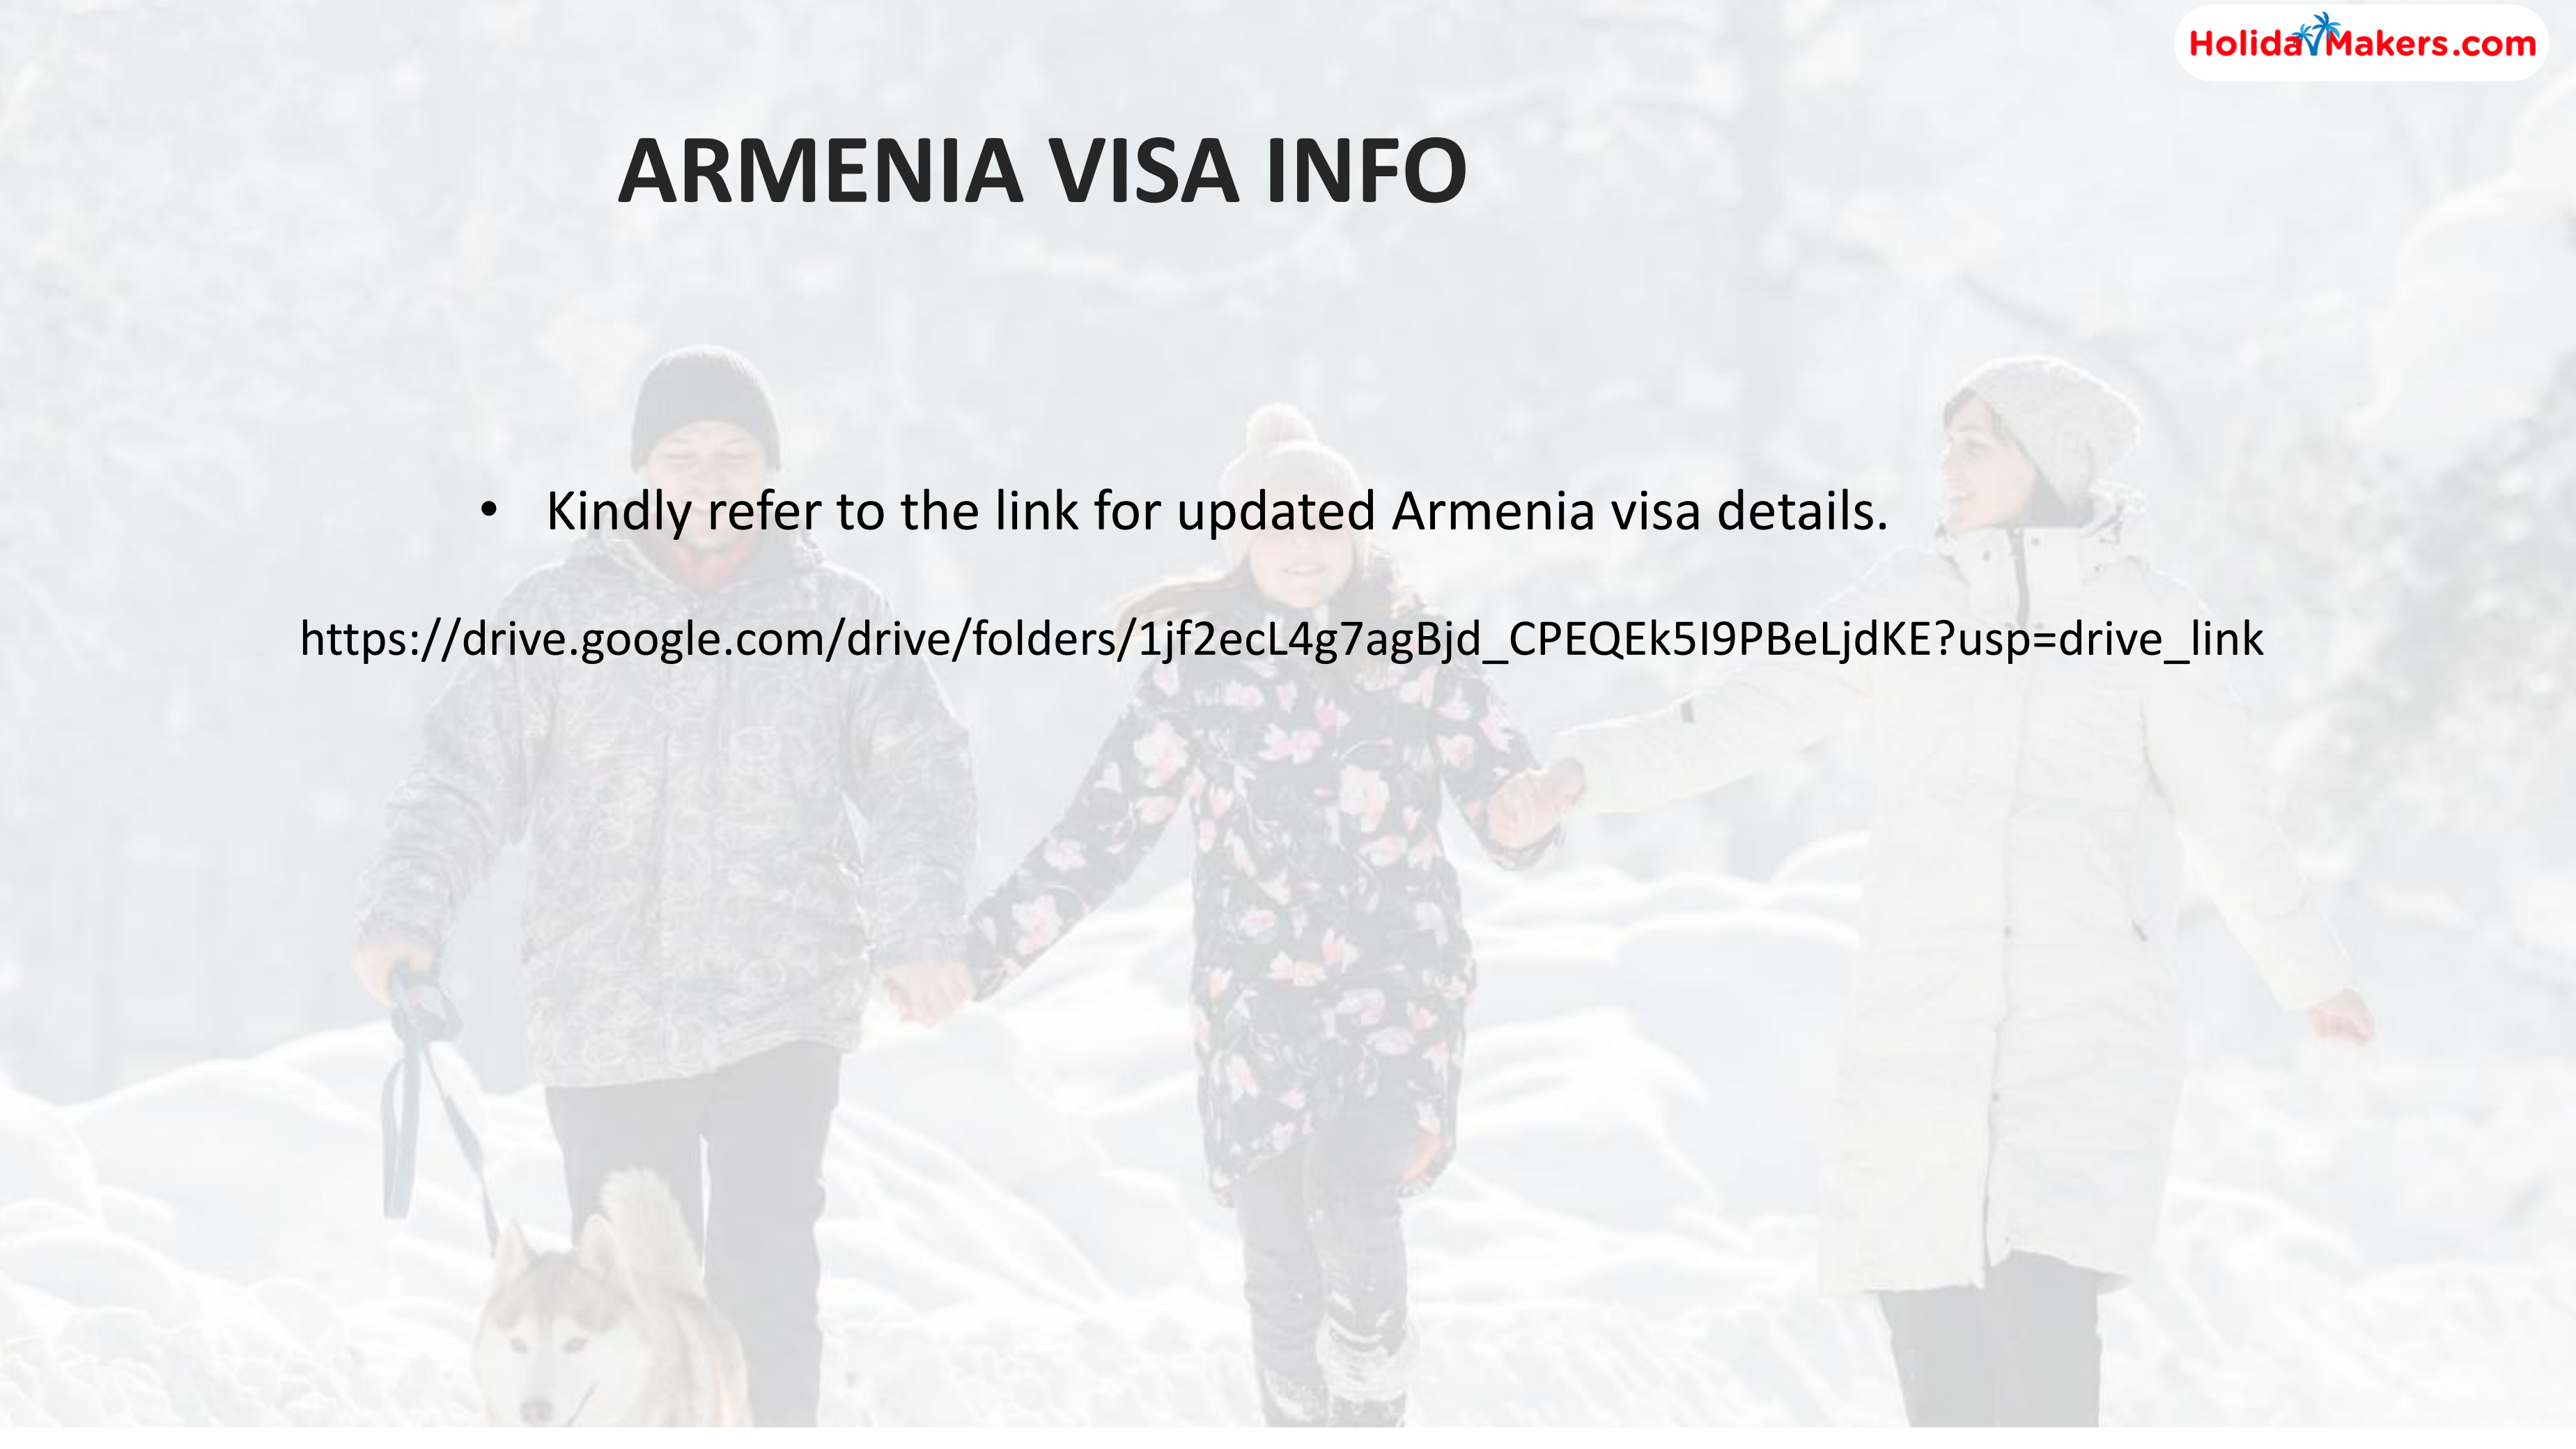 HolidayMakers.com
ARMENIA VISA INFO
• Kindly refer to the link for updated Armenia visa details.
https://drive.google.com/drive/folders/1jf2ecL4g7agBjd_CPEQEk5I9PBeLjdKE?usp=drive_link